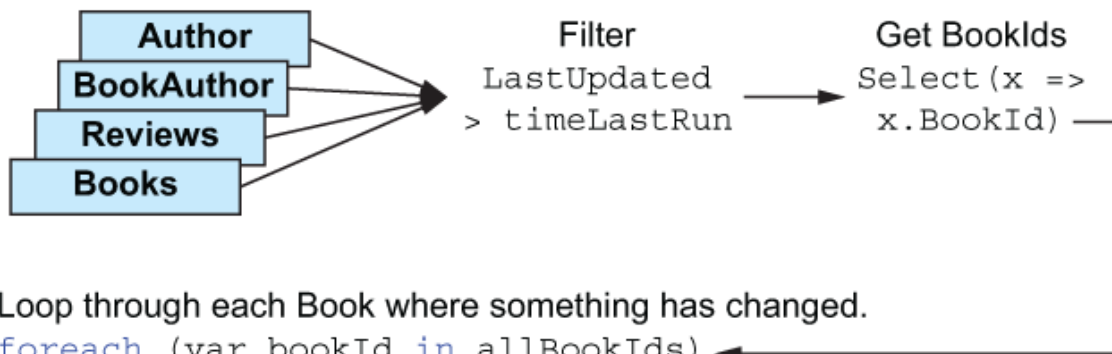 Author
BookAuthor
Reviews
Books
Filter
LastUpdated
> timeLastRun
Get BookIds
Select(x =>
x.BookId)
Loop through each Book where something has changed.
foreach (var bookId in allBookIds)